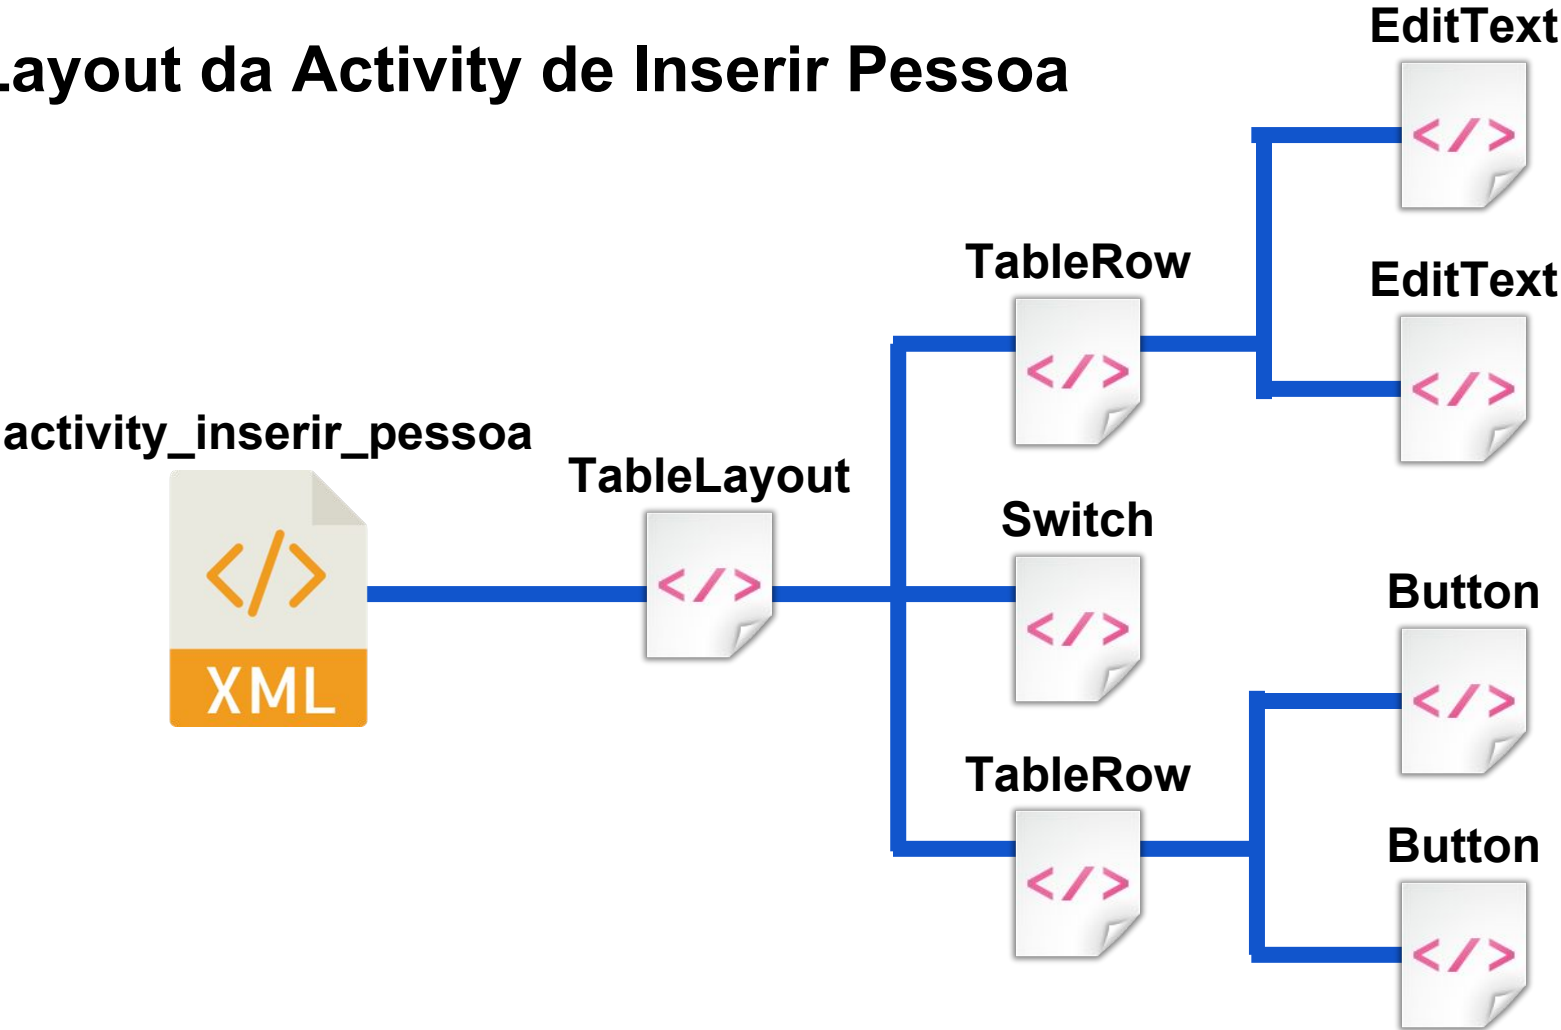 Layout da Activity de Inserir Pessoa
EditText
</>
TableRow
</>
EditText
</>
activity_inserir_pessoa
</>
XML
TableLayout
</>
Switch
</>
Button
</>
TableRow
</>
Button
</>